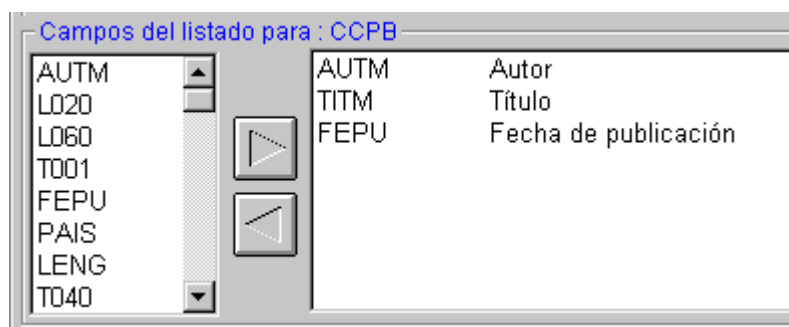 Campos del listado para : CCPB
AUTM
L020
L060
T001
FEPU
PAIS
LENG
T040
AUTM Autor
TITM Título
FEPU Fecha de publicación